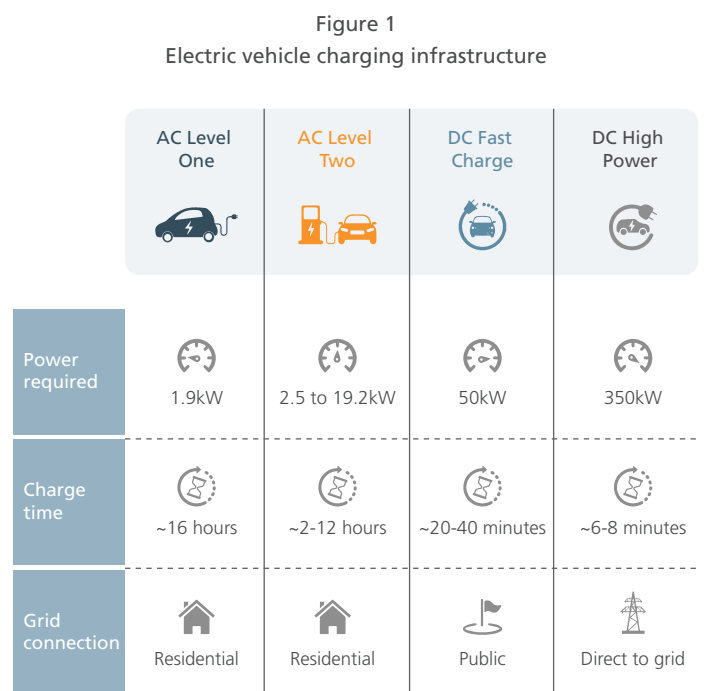 Figure 1
Electric vehicle charging infrastructure
AC Level
One
AC Level
Two
DC Fast
Charge
DC High
Power
Power
required
1.9kW
2.5 to 19.2kW
50kW
350kW
Charge
time
~16 hours
~2-12 hours
~20-40 minutes
~6-8 minutes
Grid
connection
Residential
Residential
Public
Direct to grid